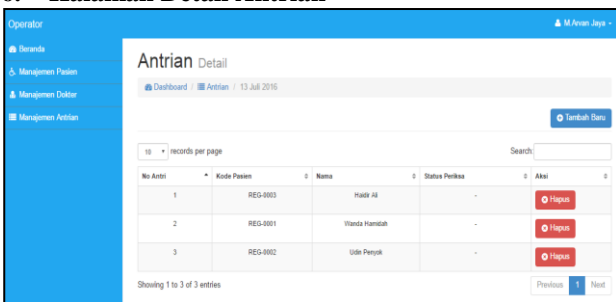 Operator
M.Arvan Jaya
Beranda
Manajemen Pasien
Manajemen Dokter
Manajemen Antrian
Antrian Detail
Dashboard / Antrian / 13 Juli 2016
Tambah Baru
10 records per page
Search:
No Antri Kode Pasien Nama Status Periksa Aksi
1 REG-0003 Haidir Ali - Hapus
2 REG-0001 Wanda Hamidah - Hapus
3 REG-0002 Udin Penyok - Hapus
Showing 1 to 3 of 3 entries
Previous 1 Next